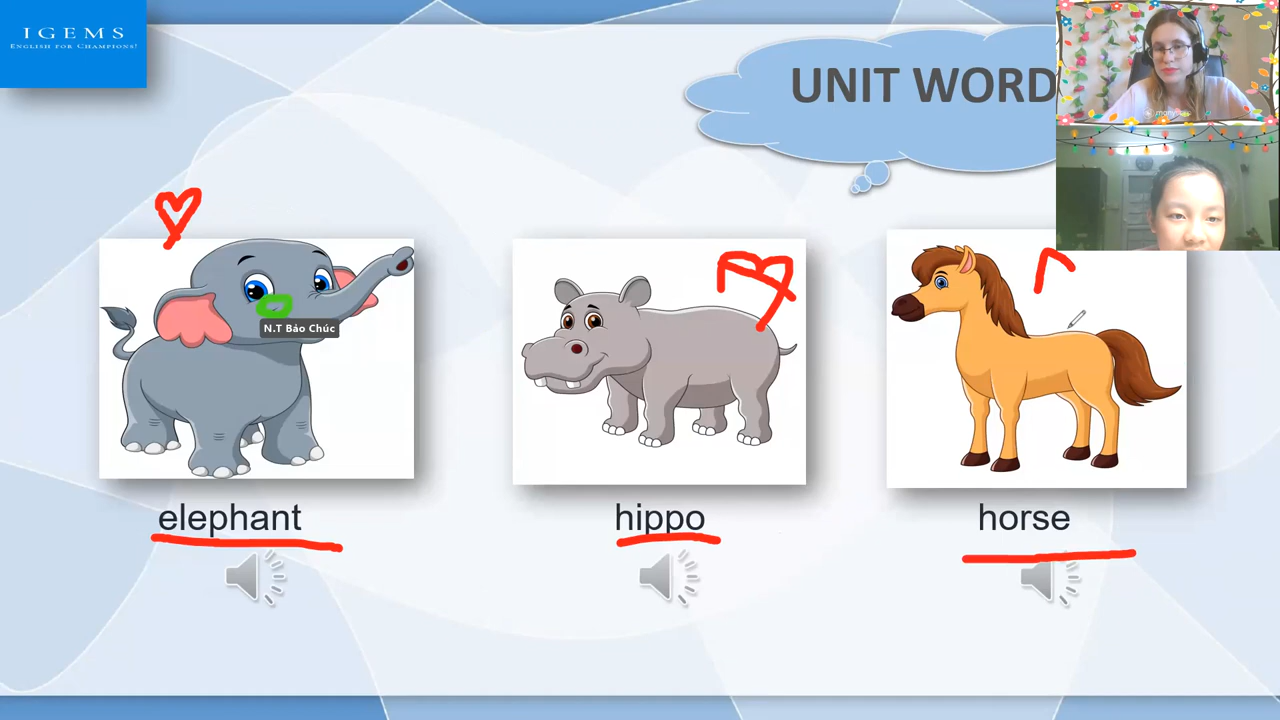 IGEMS
ENGLISH FOR CHAMPIONS!
UNIT WORD
N.T Bảo Chúc
elephant
hippo
horse